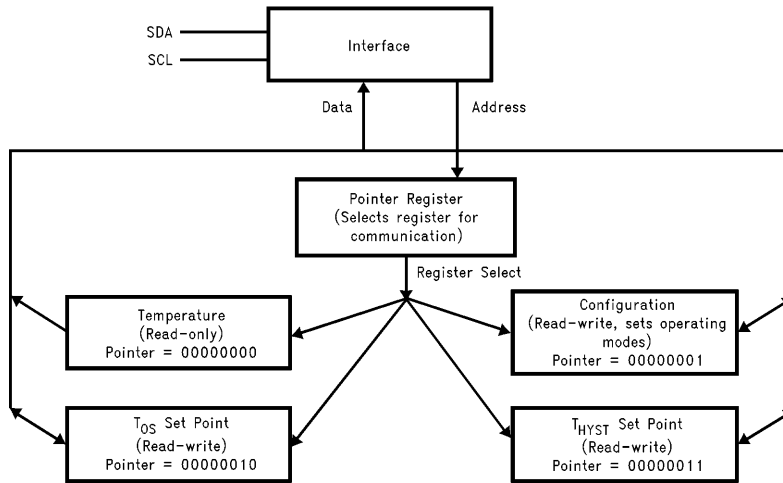 SDA
SCL
Interface
Data
Address
Pointer Register
(Selects register for
communication)
Register Select
Temperature
(Read-only)
Pointer = 00000000
Configuration
(Read-write, sets operating
modes)
Pointer = 00000001
TOS Set Point
(Read-write)
Pointer = 00000010
THYST Set Point
(Read-write)
Pointer = 00000011